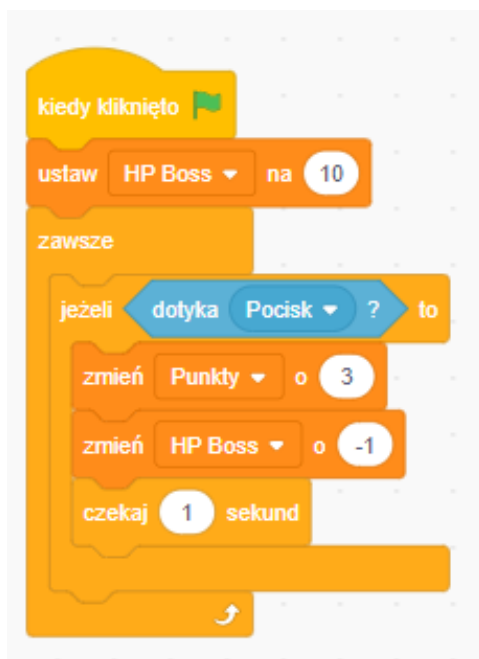 kiedy kliknięto
ustaw HP Boss na 10
zawsze
jeżeli dotyka Pocisk ? to
zmień Punkty o 3
zmień HP Boss o -1
czekaj 1 sekund